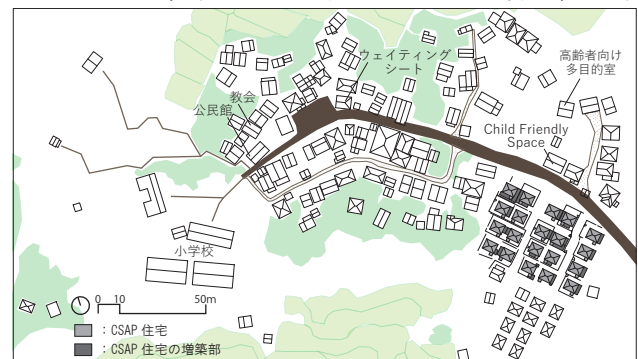 ウェイティング
シート
高齢者向け
多目的室
教会
公民館
Child Friendly
Space
小学校
0 10 50m
：CSAP 住宅
：CSAP 住宅の増築部